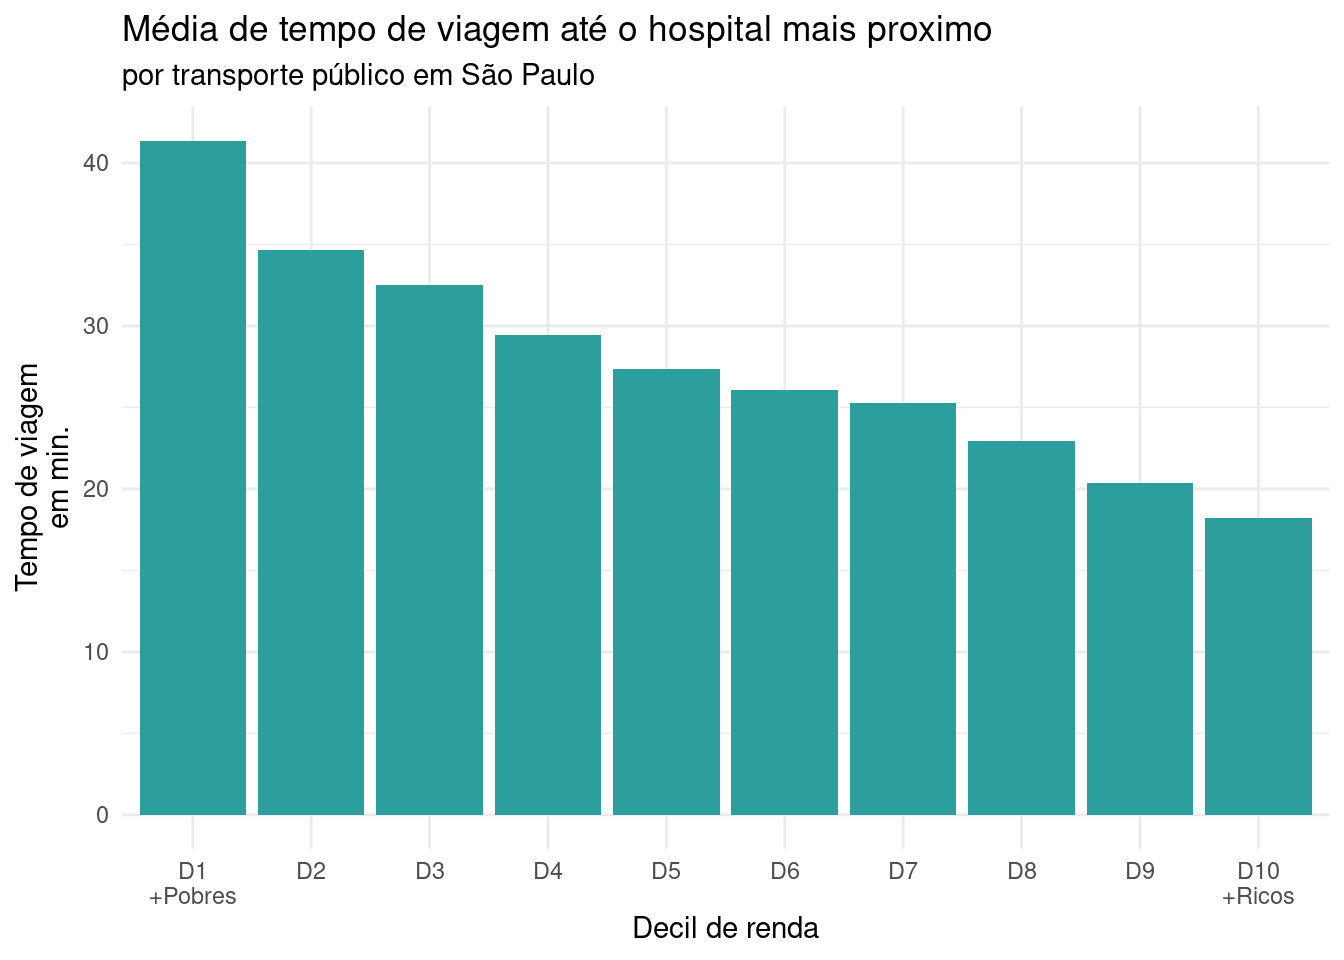 Média de tempo de viagem até o hospital mais proximo
por transporte público em São Paulo
Tempo de viagem
em min.
40
30
20
10
0
D1
+Pobres
D2
D3
D4
D5
D6
D7
D8
D9
D10
+Ricos
Decil de renda